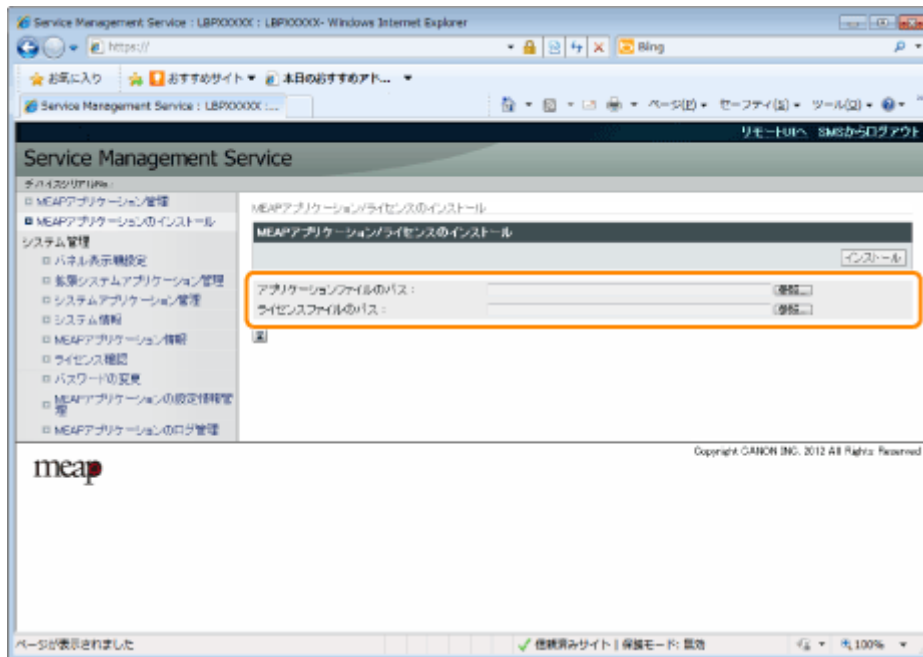 Service Management Service : LBPXXXXX : LBPXXXXX- Windows Internet Explorer
https://
Bing
お気に入り おすすめサイト 本日のおすすめアド...
Service Management Service : LBPXXXXX :...
ページ(P) セーフティ(S) ツール(O)
リモートUIへ SMSからログアウト
Service Management Service
デバイスシリアルNo.:
MEAPアプリケーション管理
MEAPアプリケーションのインストール
システム管理
パネル表示機設定
拡張システムアプリケーション管理
システムアプリケーション管理
システム情報
MEAPアプリケーション情報
ライセンス確認
パスワードの変更
MEAPアプリケーションの設定情報管
理
MEAPアプリケーションのログ管理
MEAPアプリケーション/ライセンスのインストール
MEAPアプリケーション/ライセンスのインストール
インストール
アプリケーションファイルのパス : 参照...
ライセンスファイルのパス : 参照...
Copyright CANON INC. 2012 All Rights Reserved
meap
ページが表示されました
信頼済みサイト | 保護モード: 無効
100%